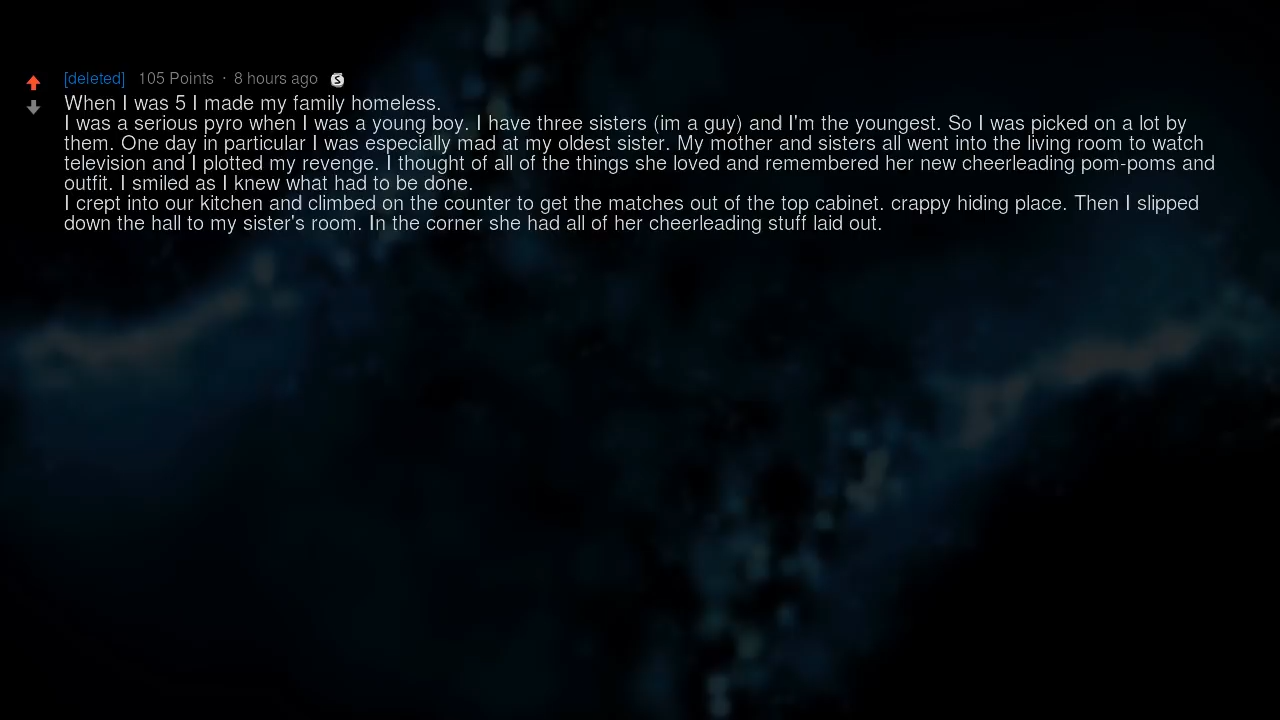 [deleted] 105 Points · 8 hours ago S
When I was 5 I made my family homeless.
I was a serious pyro when I was a young boy. I have three sisters (im a guy) and I'm the youngest. So I was picked on a lot by
them. One day in particular I was especially mad at my oldest sister. My mother and sisters all went into the living room to watch
television and I plotted my revenge. I thought of all of the things she loved and remembered her new cheerleading pom-poms and
outfit. I smiled as I knew what had to be done.
I crept into our kitchen and climbed on the counter to get the matches out of the top cabinet. crappy hiding place. Then I slipped
down the hall to my sister's room. In the corner she had all of her cheerleading stuff laid out.